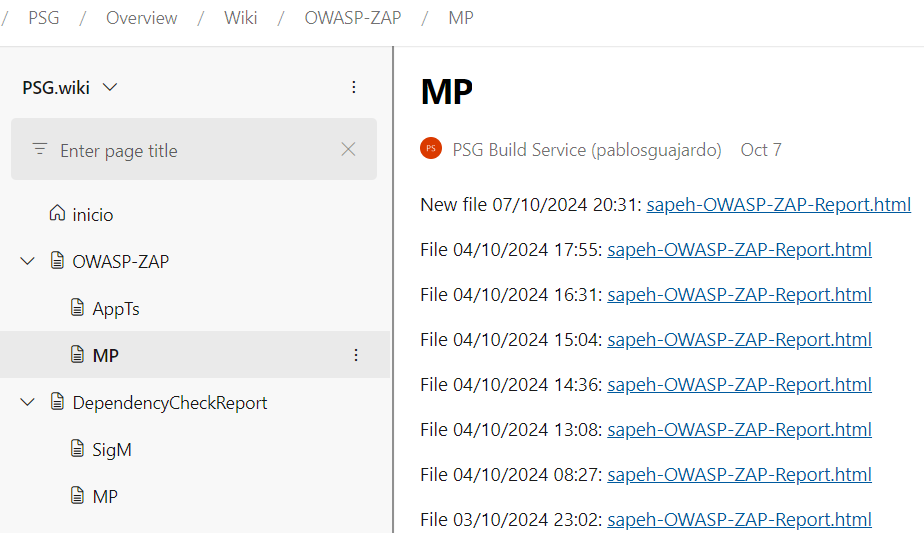 / PSG / Overview / Wiki / OWASP-ZAP / MP
PSG.wiki
Enter page title
inicio
OWASP-ZAP
AppTs
MP
DependencyCheckReport
SigM
MP
MP
PS PSG Build Service (pablosguajardo) Oct 7
New file 07/10/2024 20:31: sapeh-OWASP-ZAP-Report.html
File 04/10/2024 17:55: sapeh-OWASP-ZAP-Report.html
File 04/10/2024 16:31: sapeh-OWASP-ZAP-Report.html
File 04/10/2024 15:04: sapeh-OWASP-ZAP-Report.html
File 04/10/2024 14:36: sapeh-OWASP-ZAP-Report.html
File 04/10/2024 13:08: sapeh-OWASP-ZAP-Report.html
File 04/10/2024 08:27: sapeh-OWASP-ZAP-Report.html
File 03/10/2024 23:02: sapeh-OWASP-ZAP-Report.html